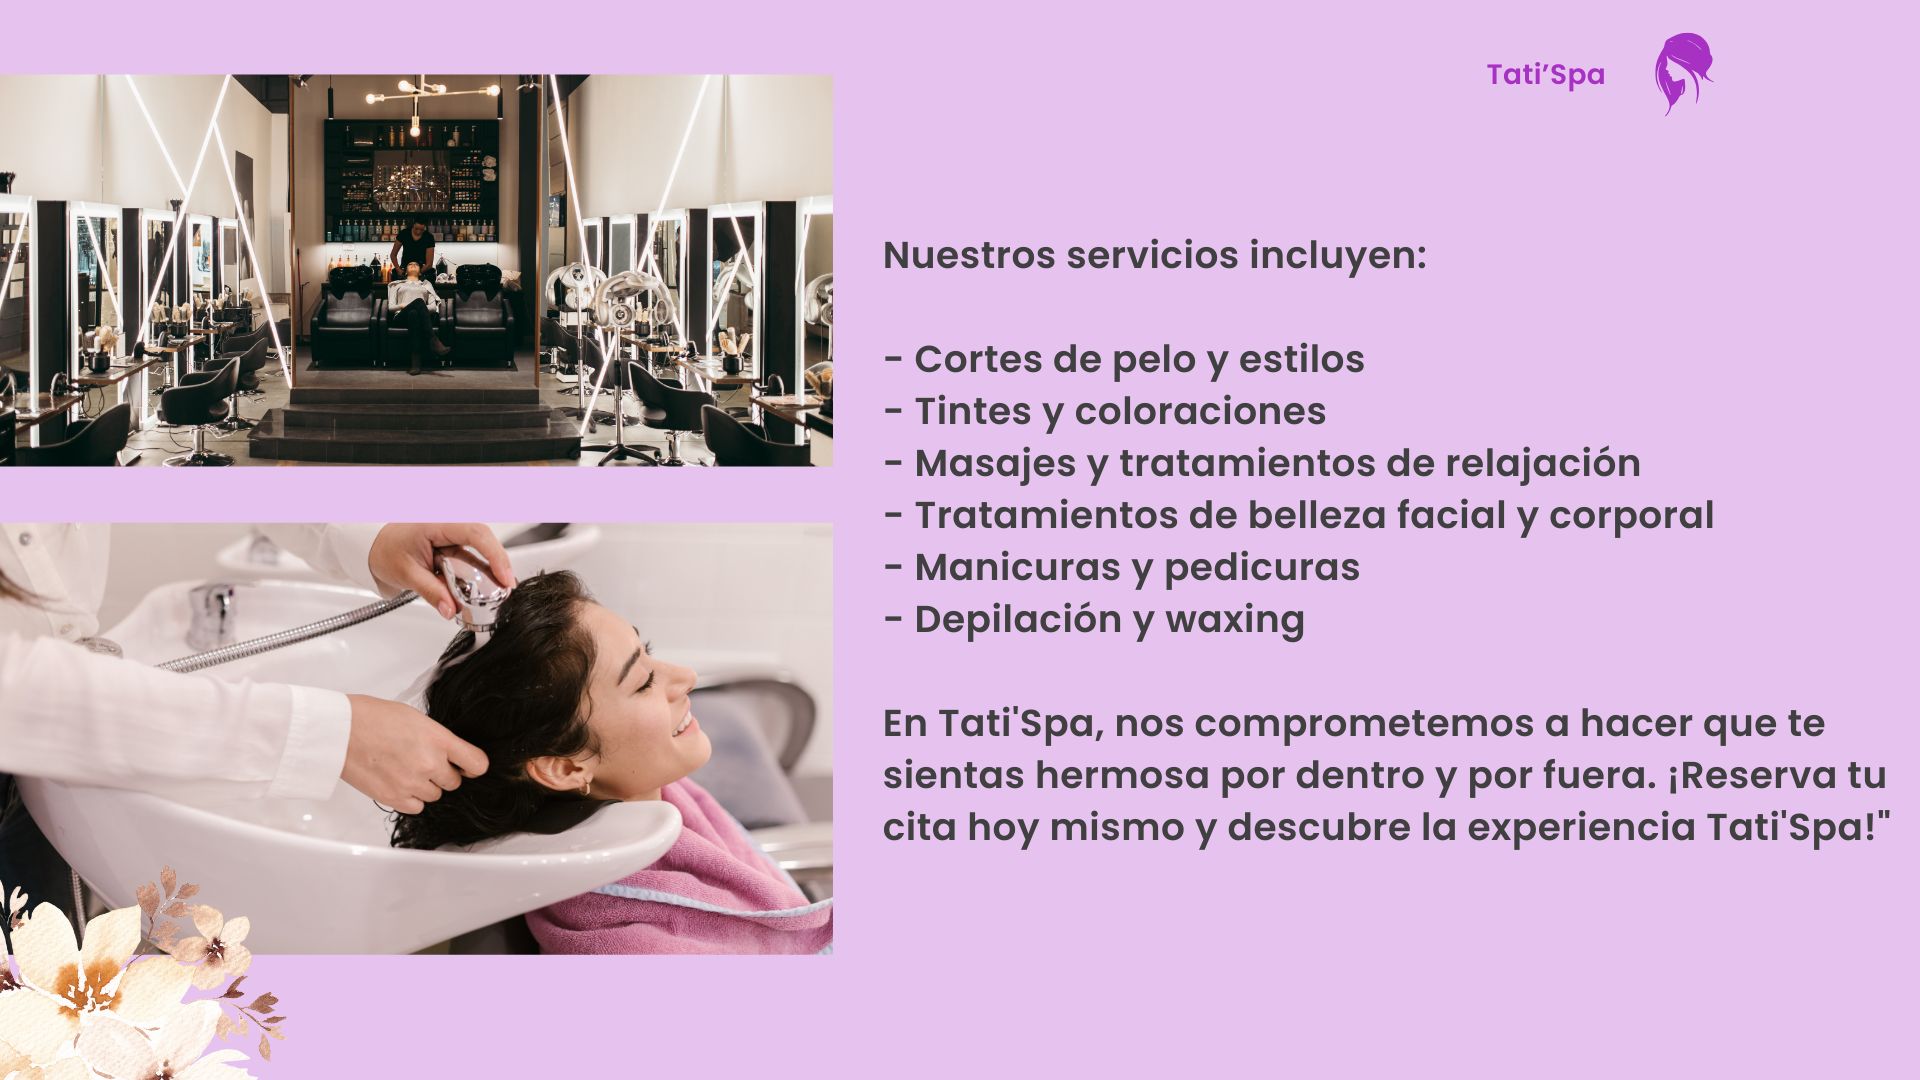 Tati’Spa
Nuestros servicios incluyen:
- Cortes de pelo y estilos
- Tintes y coloraciones
- Masajes y tratamientos de relajación
- Tratamientos de belleza facial y corporal
- Manicuras y pedicuras
- Depilación y waxing
En Tati'Spa, nos comprometemos a hacer que te
sientas hermosa por dentro y por fuera. ¡Reserva tu
cita hoy mismo y descubre la experiencia Tati'Spa!"